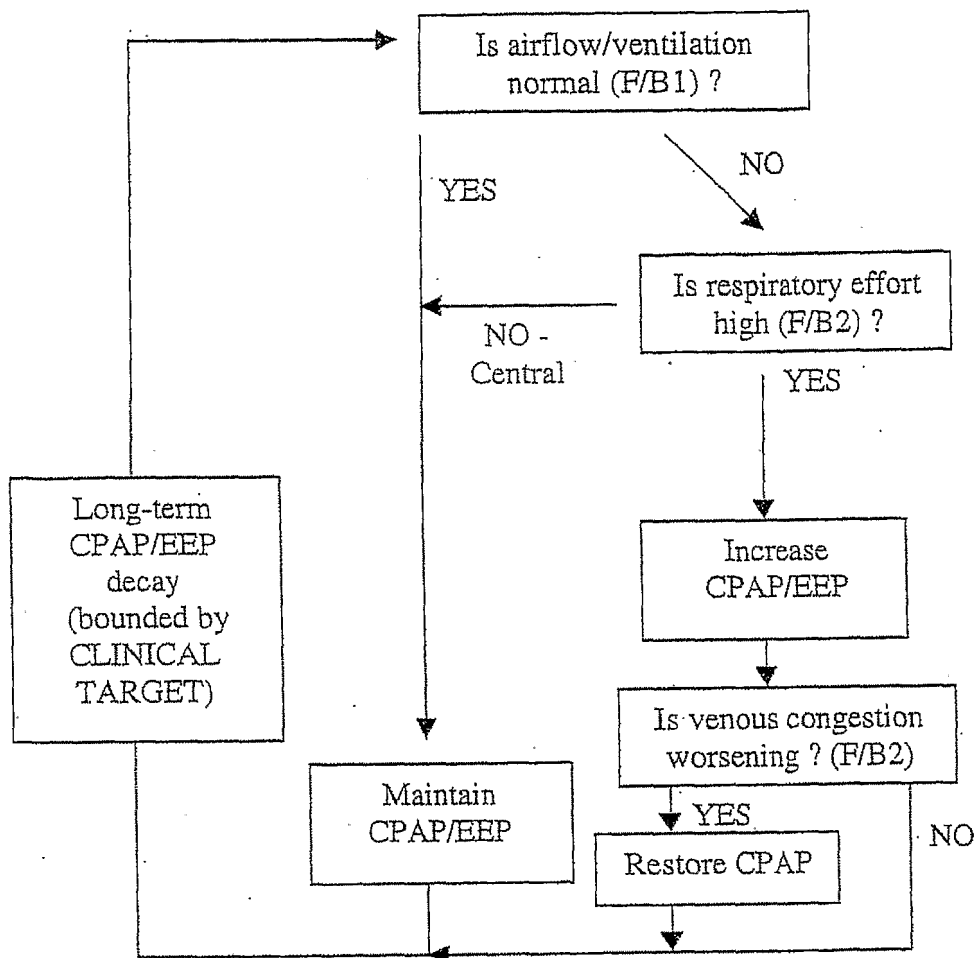 Is airflow/ventilation
normal (F/B1) ?
YES
NO
Is respiratory effort
high (F/B2) ?
NO -
Central
YES
Long-term
CPAP/EEP
decay
(bounded by
CLINICAL
TARGET)
Increase
CPAP/EEP
Is venous congestion
worsening ? (F/B2)
Maintain
CPAP/EEP
YES
NO
Restore CPAP